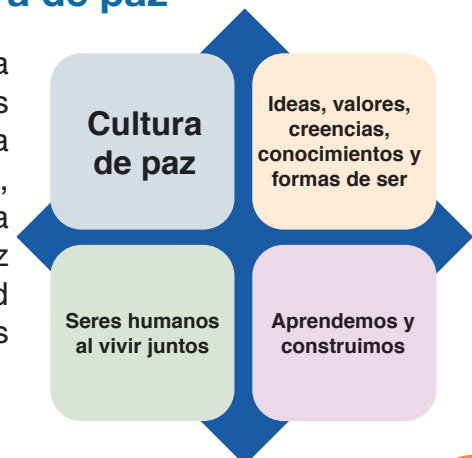 de paz
a
s
a
,
a
z
d
s
Cultura
de paz
Ideas, valores,
creencias,
conocimientos y
formas de ser
Seres humanos
al vivir juntos
Aprendemos y
construimos